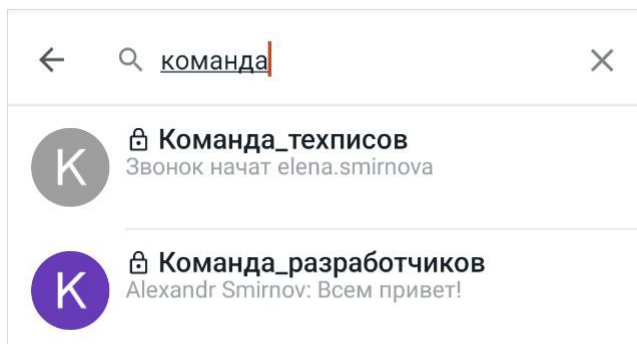 команда
К
Команда_техписов
Звонок начат elena.smirnova
К
Команда_разработчиков
Alexandr Smirnov: Всем привет!